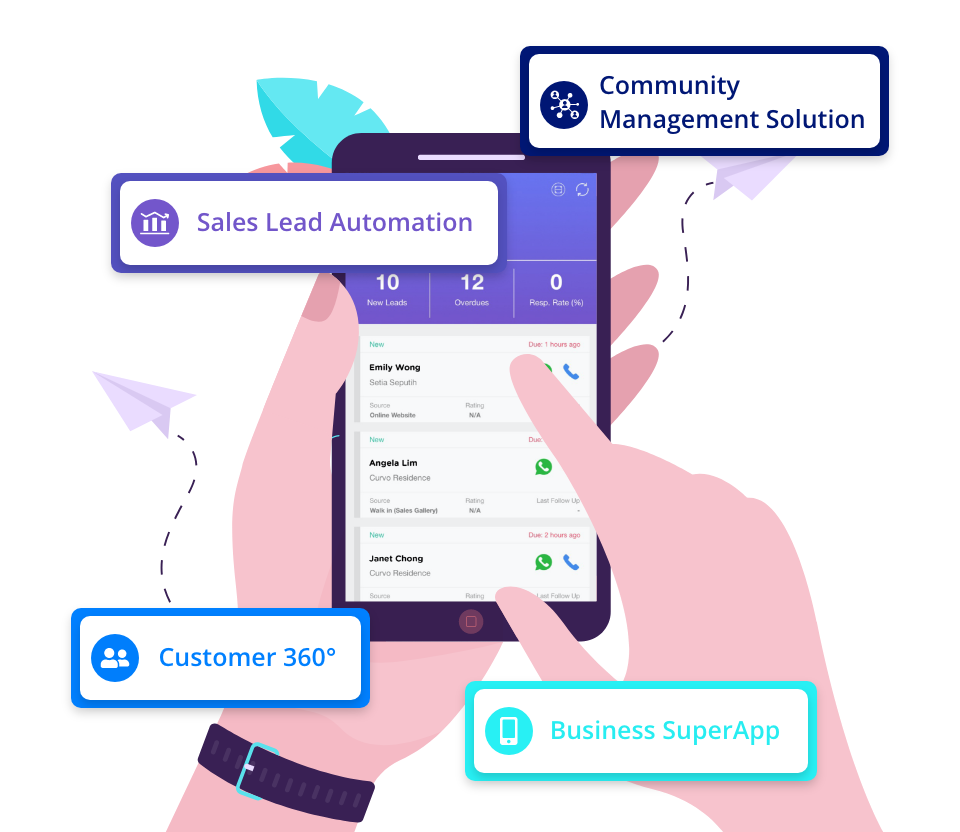 Community
Management Solution
Sales Lead Automation
10 12 0
New Leads Overdues Resp. Rate (%)
New Due: 1 hours ago
Emily Wong
Setia Seputih
Source Rating
Online Website N/A
New Due:
Angela Lim
Curvo Residence
Source Rating Last Follow Up
Walk in (Sales Gallery) N/A -
New Due: 2 hours ago
Janet Chong
Curvo Residence
Source Rating Last Follow Up
Customer 360°
Business SuperApp